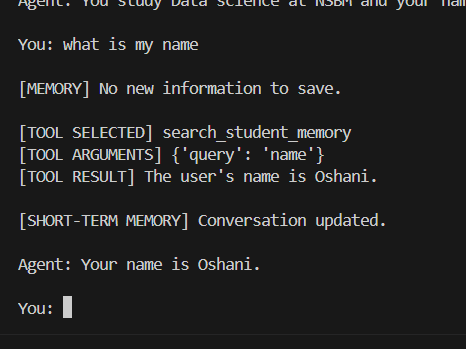 Agent: You study Data science at NSBM and your nam
You: what is my name
[MEMORY] No new information to save.
[TOOL SELECTED] search_student_memory
[TOOL ARGUMENTS] {'query': 'name'}
[TOOL RESULT] The user's name is Oshani.
[SHORT-TERM MEMORY] Conversation updated.
Agent: Your name is Oshani.
You: